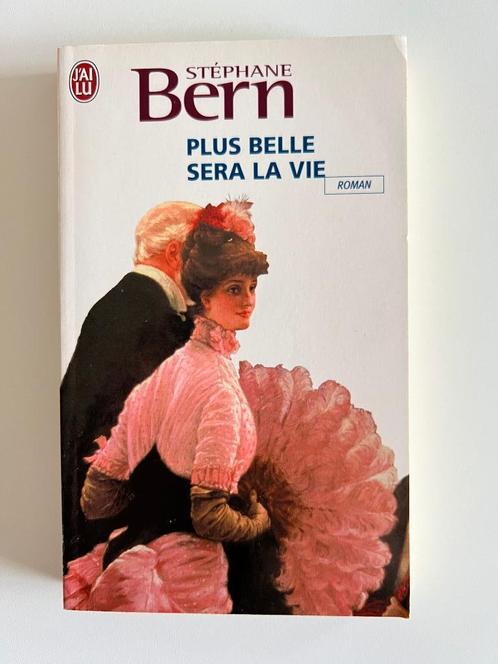 J'AI
LU
STÉPHANE
Bern
PLUS BELLE
SERA LA VIE
ROMAN